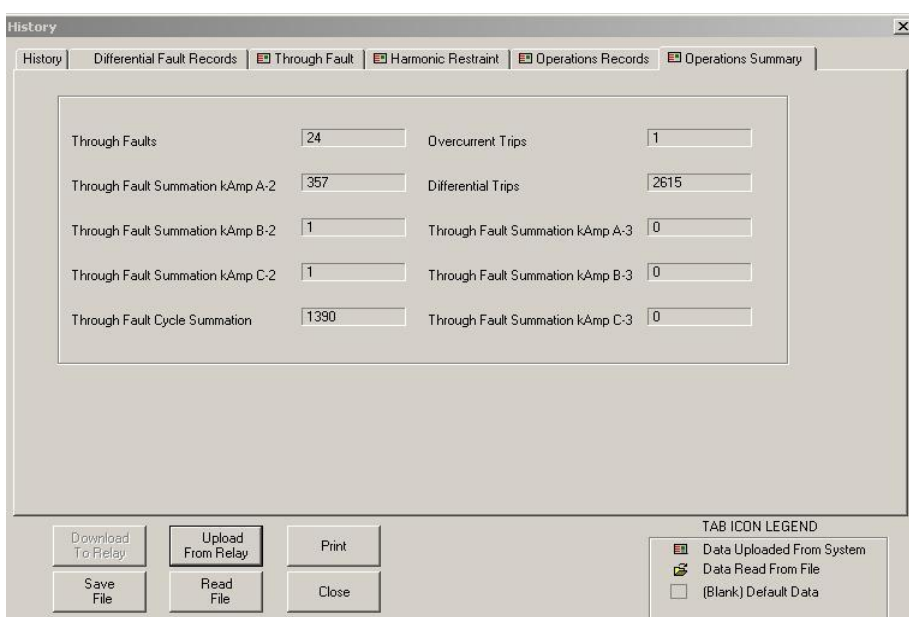 History
History Differential Fault Records Through Fault Harmonic Restraint Operations Records Operations Summary
Through Faults 24 Overcurrent Trips 1
Through Fault Summation kAmp A-2 357 Differential Trips 2615
Through Fault Summation kAmp B-2 1 Through Fault Summation kAmp A-3 0
Through Fault Summation kAmp C-2 1 Through Fault Summation kAmp B-3 0
Through Fault Cycle Summation 1390 Through Fault Summation kAmp C-3 0
Download To Relay
Upload From Relay
Print
Save File
Read File
Close
TAB ICON LEGEND
Data Uploaded From System
Data Read From File
(Blank) Default Data